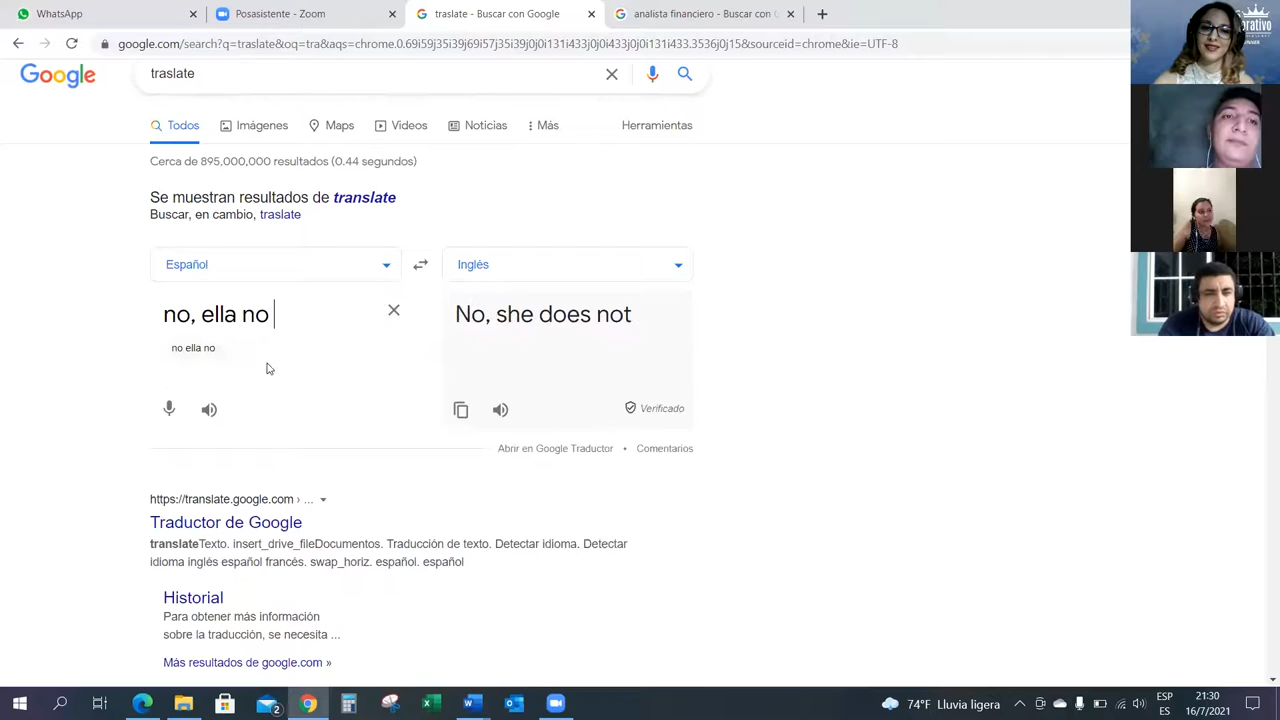 WhatsApp
Posasistente - Zoom
traslate - Buscar con Google
analista financiero - Buscar con G
google.com/search?q=traslate&oq=tra&aqs=chrome.0.69i59j35i39j69i57j35i39j0j0i433j0j0i131i433.3536j0j15&sourceid=chrome&ie=UTF-8
Google
traslate
Todos
Imágenes
Maps
Videos
Noticias
Más
Herramientas
Cerca de 895,000,000 resultados (0.44 segundos)
Se muestran resultados de translate
Buscar, en cambio, traslate
Español
Inglés
no, ella no
No, she does not
no ella no
Verificado
Abrir en Google Traductor • Comentarios
https://translate.google.com › ...
Traductor de Google
translateTexto. insert_drive_fileDocumentos. Traducción de texto. Detectar idioma. Detectar
idioma inglés español francés. swap_horiz. español. español
Historial
Para obtener más información
sobre la traducción, se necesita ...
Más resultados de google.com »
2
74°F Lluvia ligera
ESP
ES
21:30
16/7/2021